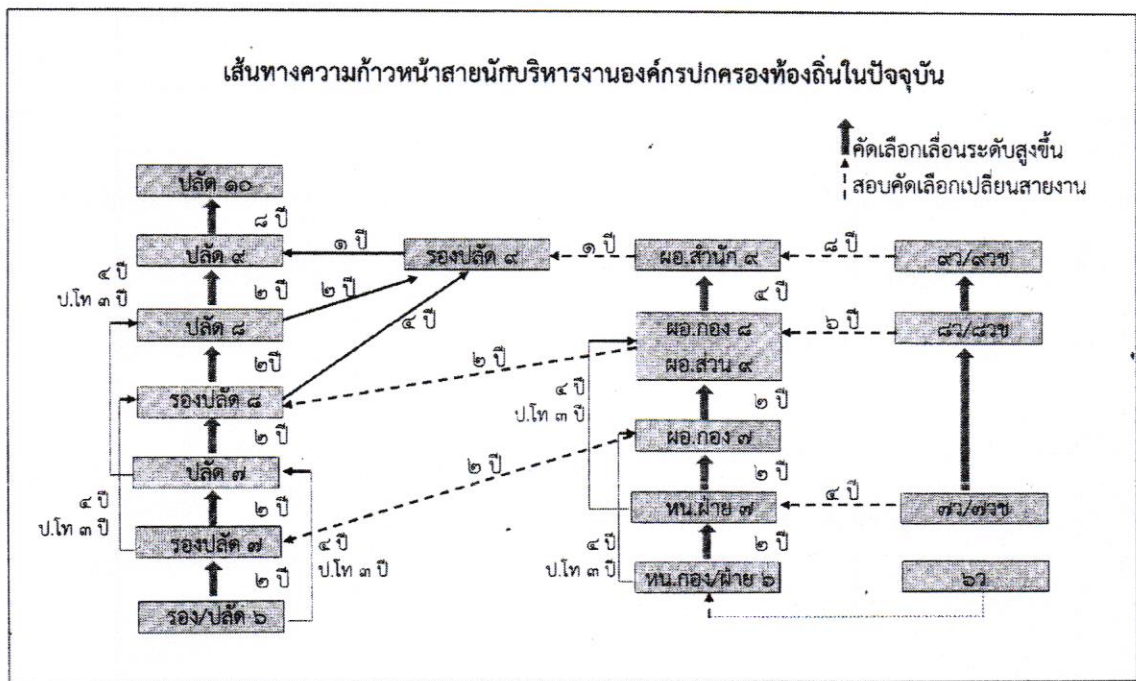 เส้นทางความก้าวหน้าสายนักบริหารงานองค์กรปกครองท้องถิ่นในปัจจุบัน
คัดเลือกเลื่อนระดับสูงขึ้น
สอบคัดเลือกเปลี่ยนสายงาน
ปลัด ๑๐
๘ ปี
ปลัด ๙
๑ ปี
รองปลัด ๙
๑ ปี
ผอ.สำนัก ๙
๘ ปี
๙ว/๙วช
๔ ปี
ป.โท ๓ ปี
๒ ปี
๒ ปี
๔ ปี
๔ ปี
ปลัด ๘
ผอ.กอง ๘
ผอ.ส่วน ๙
๖ ปี
๘ว/๘วช
๒ปี
๒ ปี
รองปลัด ๘
๔ ปี
ป.โท ๓ ปี
๒ ปี
๒ ปี
ผอ.กอง ๗
ปลัด ๗
๒ ปี
๒ ปี
๔ ปี
ป.โท ๓ ปี
๒ ปี
หน.ฝ่าย ๗
๔ ปี
๗ว/๗วช
รองปลัด ๗
๔ ปี
ป.โท ๓ ปี
๔ ปี
ป.โท ๓ ปี
๒ ปี
๒ ปี
รอง/ปลัด ๖
หน.กอง/ฝ่าย ๖
๖ว